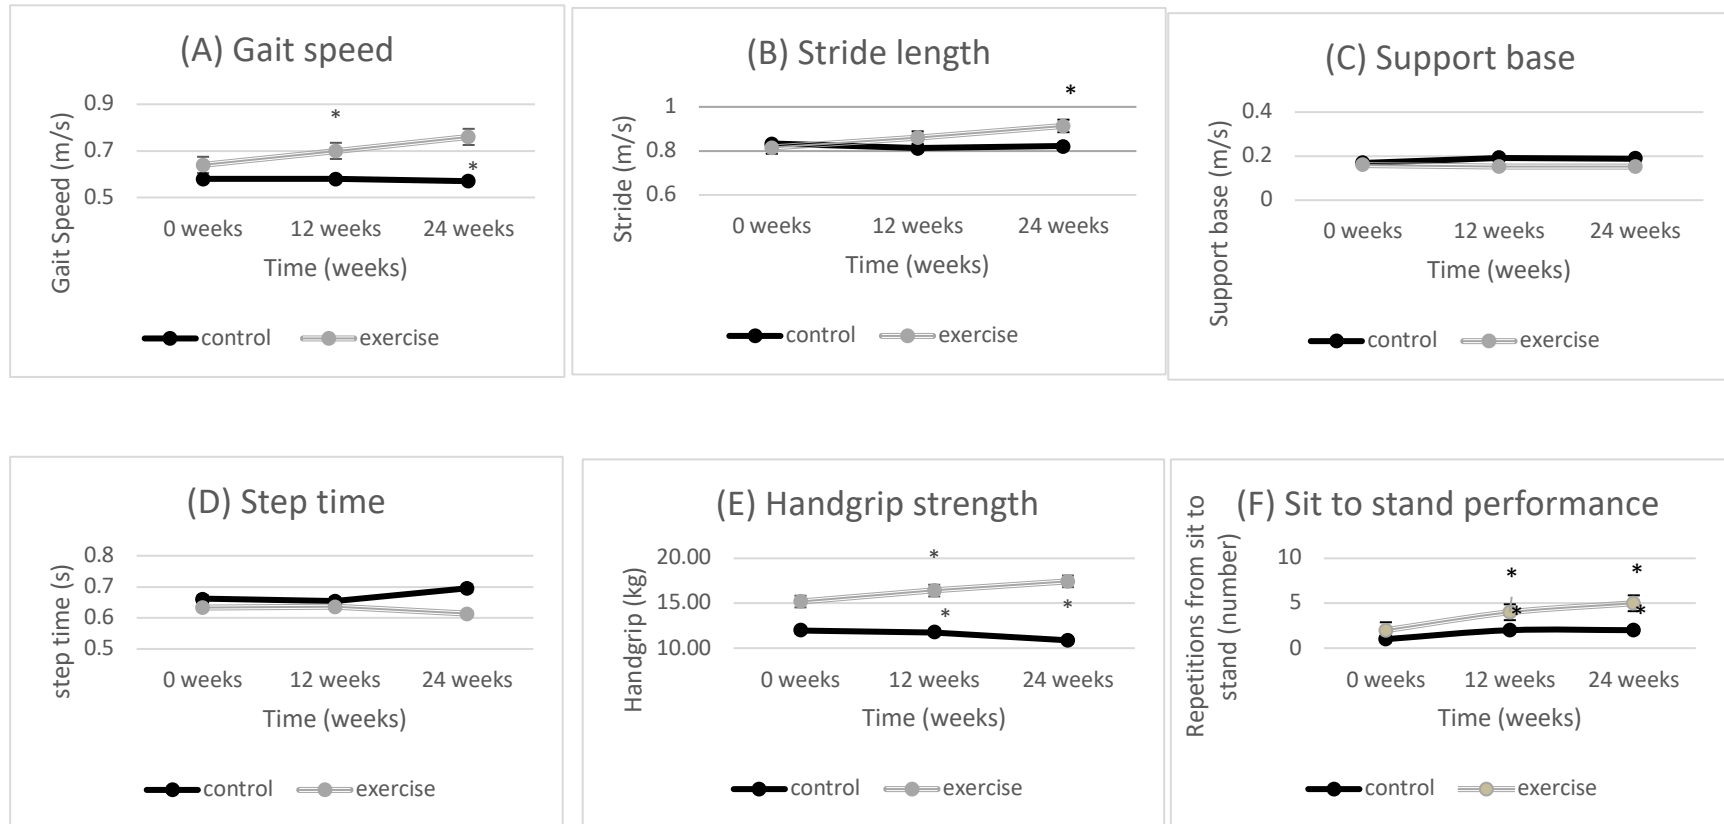 (A) Gait speed
Gait Speed (m/s)
0.9
*
0.7
*
0.5
0 weeks 12 weeks 24 weeks
Time (weeks)
control exercise
(B) Stride length
Stride (m/s)
*
1
0.8
0.6
0 weeks 12 weeks 24 weeks
Time (weeks)
control exercise
(C) Support base
Support base (m/s)
0.4
0.2
0
0 weeks 12 weeks 24 weeks
Time (weeks)
control exercise
(D) Step time
step time (s)
0.8
0.7
0.6
0.5
0 weeks 12 weeks 24 weeks
Time (weeks)
control exercise
(E) Handgrip strength
Handgrip (kg)
20.00 *
15.00 * *
10.00
0 weeks 12 weeks 24 weeks
Time (weeks)
control exercise
(F) Sit to stand performance
Repetitions from sit to
stand (number)
10
* *
5
* *
0
0 weeks 12 weeks 24 weeks
Time (weeks)
control exercise